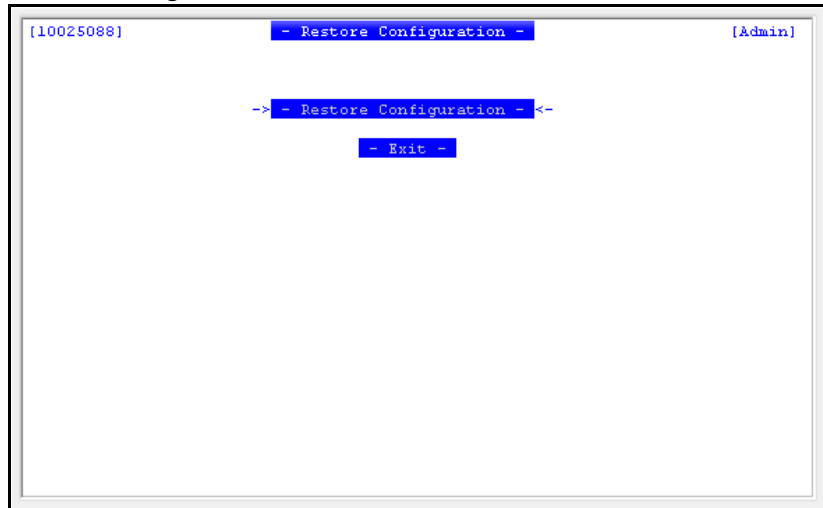 [10025088] - Restore Configuration - [Admin]
-> - Restore Configuration - <-
- Exit -